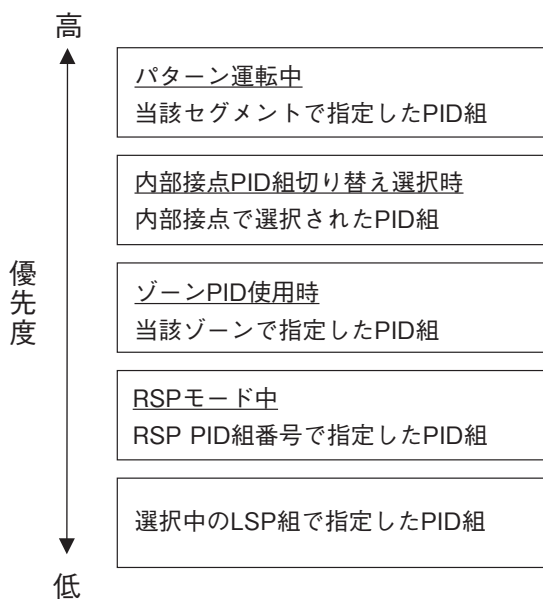 高
パターン運転中
当該セグメントで指定したPID組
内部接点PID組切り替え選択時
内部接点で選択されたPID組
優先度
ゾーンPID使用時
当該ゾーンで指定したPID組
RSPモード中
RSP PID組番号で指定したPID組
選択中のLSP組で指定したPID組
低